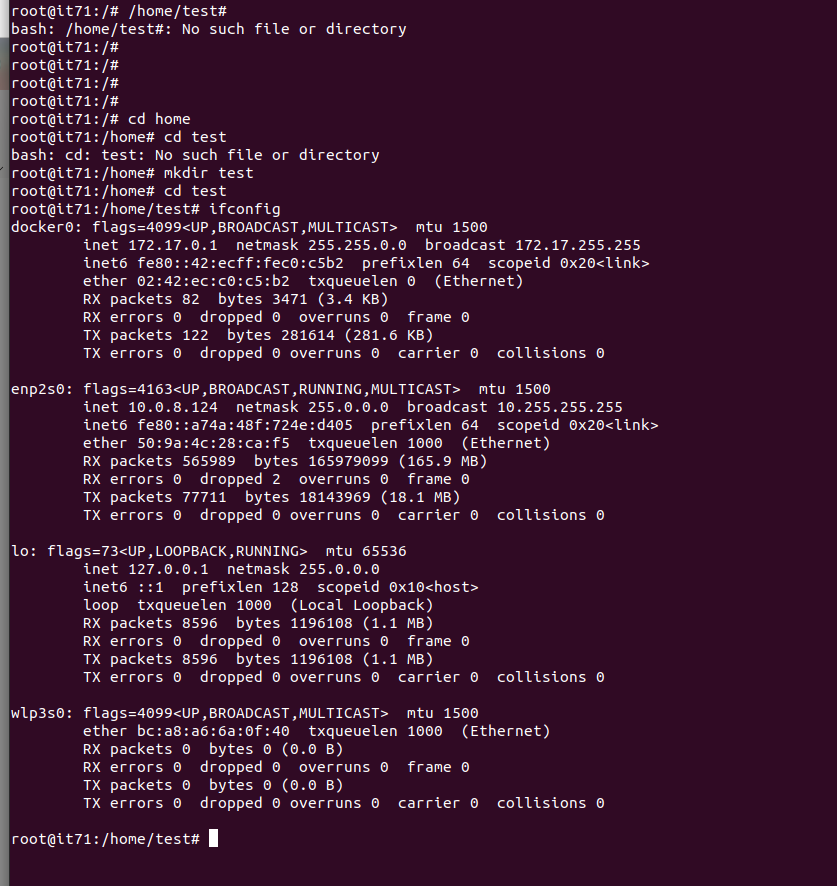 root@it71:/# /home/test#
bash: /home/test#: No such file or directory
root@it71:/#
root@it71:/#
root@it71:/#
root@it71:/#
root@it71:/# cd home
root@it71:/home# cd test
bash: cd: test: No such file or directory
root@it71:/home# mkdir test
root@it71:/home# cd test
root@it71:/home/test# ifconfig
docker0: flags=4099<UP,BROADCAST,MULTICAST>  mtu 1500
        inet 172.17.0.1  netmask 255.255.0.0  broadcast 172.17.255.255
        inet6 fe80::42:ecff:fec0:c5b2  prefixlen 64  scopeid 0x20<link>
        ether 02:42:ec:c0:c5:b2  txqueuelen 0  (Ethernet)
        RX packets 82  bytes 3471 (3.4 KB)
        RX errors 0  dropped 0  overruns 0  frame 0
        TX packets 122  bytes 281614 (281.6 KB)
        TX errors 0  dropped 0 overruns 0  carrier 0  collisions 0

enp2s0: flags=4163<UP,BROADCAST,RUNNING,MULTICAST>  mtu 1500
        inet 10.0.8.124  netmask 255.0.0.0  broadcast 10.255.255.255
        inet6 fe80::a74a:48f:724e:d405  prefixlen 64  scopeid 0x20<link>
        ether 50:9a:4c:28:ca:f5  txqueuelen 1000  (Ethernet)
        RX packets 565989  bytes 165979099 (165.9 MB)
        RX errors 0  dropped 2  overruns 0  frame 0
        TX packets 77711  bytes 18143969 (18.1 MB)
        TX errors 0  dropped 0 overruns 0  carrier 0  collisions 0

lo: flags=73<UP,LOOPBACK,RUNNING>  mtu 65536
        inet 127.0.0.1  netmask 255.0.0.0
        inet6 ::1  prefixlen 128  scopeid 0x10<host>
        loop  txqueuelen 1000  (Local Loopback)
        RX packets 8596  bytes 1196108 (1.1 MB)
        RX errors 0  dropped 0  overruns 0  frame 0
        TX packets 8596  bytes 1196108 (1.1 MB)
        TX errors 0  dropped 0 overruns 0  carrier 0  collisions 0

wlp3s0: flags=4099<UP,BROADCAST,MULTICAST>  mtu 1500
        ether bc:a8:a6:6a:0f:40  txqueuelen 1000  (Ethernet)
        RX packets 0  bytes 0 (0.0 B)
        RX errors 0  dropped 0  overruns 0  frame 0
        TX packets 0  bytes 0 (0.0 B)
        TX errors 0  dropped 0 overruns 0  carrier 0  collisions 0

root@it71:/home/test#